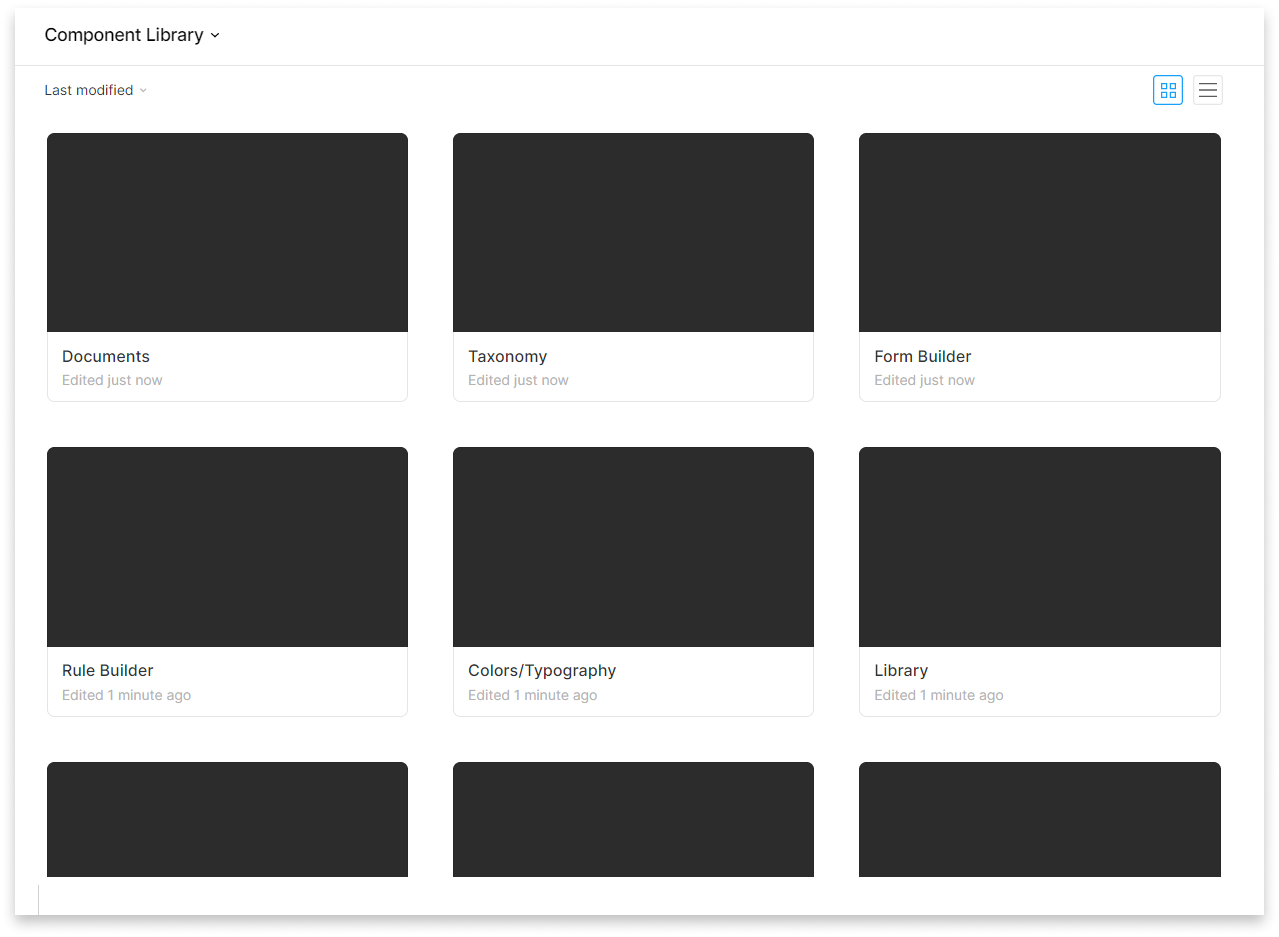 Component Library
Last modified
Documents
Edited just now
Taxonomy
Edited just now
Form Builder
Edited just now
Rule Builder
Edited 1 minute ago
Colors/Typography
Edited 1 minute ago
Library
Edited 1 minute ago